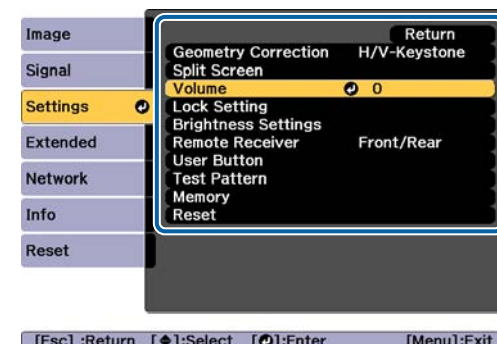 Image
Signal
Settings
Extended
Network
Info
Reset
Return
Geometry Correction H/V-Keystone
Split Screen
Volume 0
Lock Setting
Brightness Settings
Remote Receiver Front/Rear
User Button
Test Pattern
Memory
Reset
[Esc] :Return [◆]:Select [⏎]:Enter [Menu]:Exit